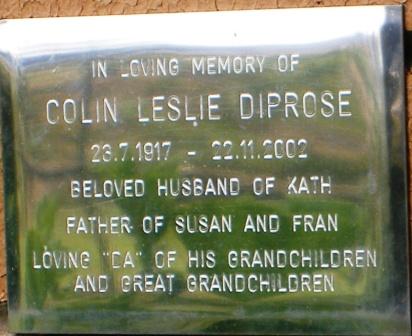 IN LOVING MEMORY OF
COLIN LESLIE DIPROSE
23.7.1917 - 22.11.2002
BELOVED HUSBAND OF KATH
FATHER OF SUSAN AND FRAN
LOVING "DA" OF HIS GRANDCHILDREN
AND GREAT GRANDCHILDREN